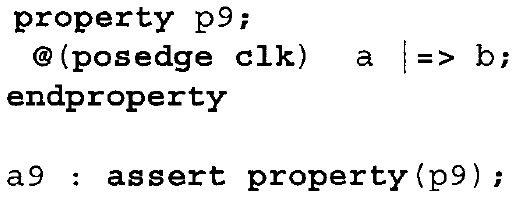 property p9;
@(posedge clk) a |=> b;
endproperty
a9 : assert property(p9);